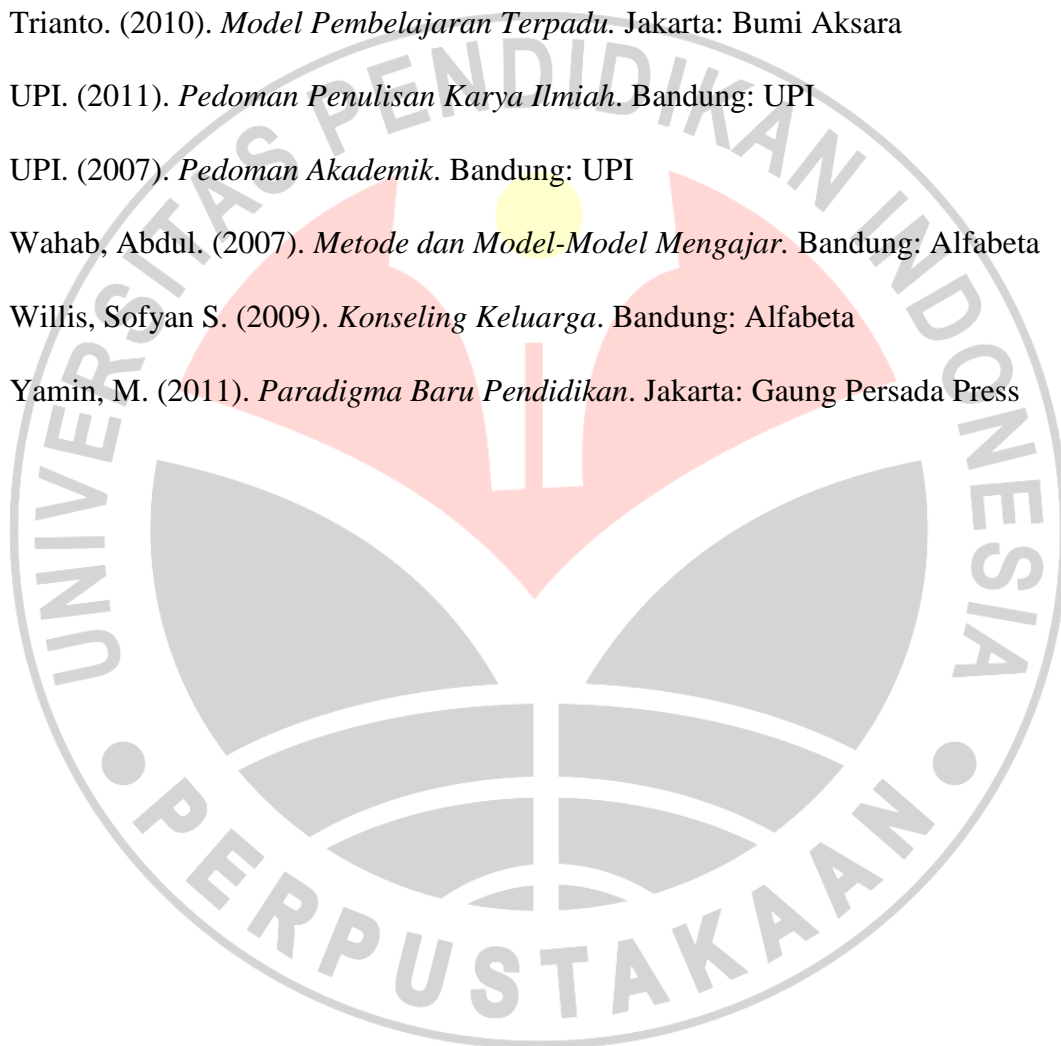 Trianto. (2010). Model Pembelajaran Terpadu. Jakarta: Bumi Aksara
UPI. (2011). Pedoman Penulisan Karya Ilmiah. Bandung: UPI
UPI. (2007). Pedoman Akademik. Bandung: UPI
Wahab, Abdul. (2007). Metode dan Model-Model Mengajar. Bandung: Alfabeta
Willis, Sofyan S. (2009). Konseling Keluarga. Bandung: Alfabeta
Yamin, M. (2011). Paradigma Baru Pendidikan. Jakarta: Gaung Persada Press
UNIVERSITAS PENDIDIKAN INDONESIA
PERPUSTAKAAN